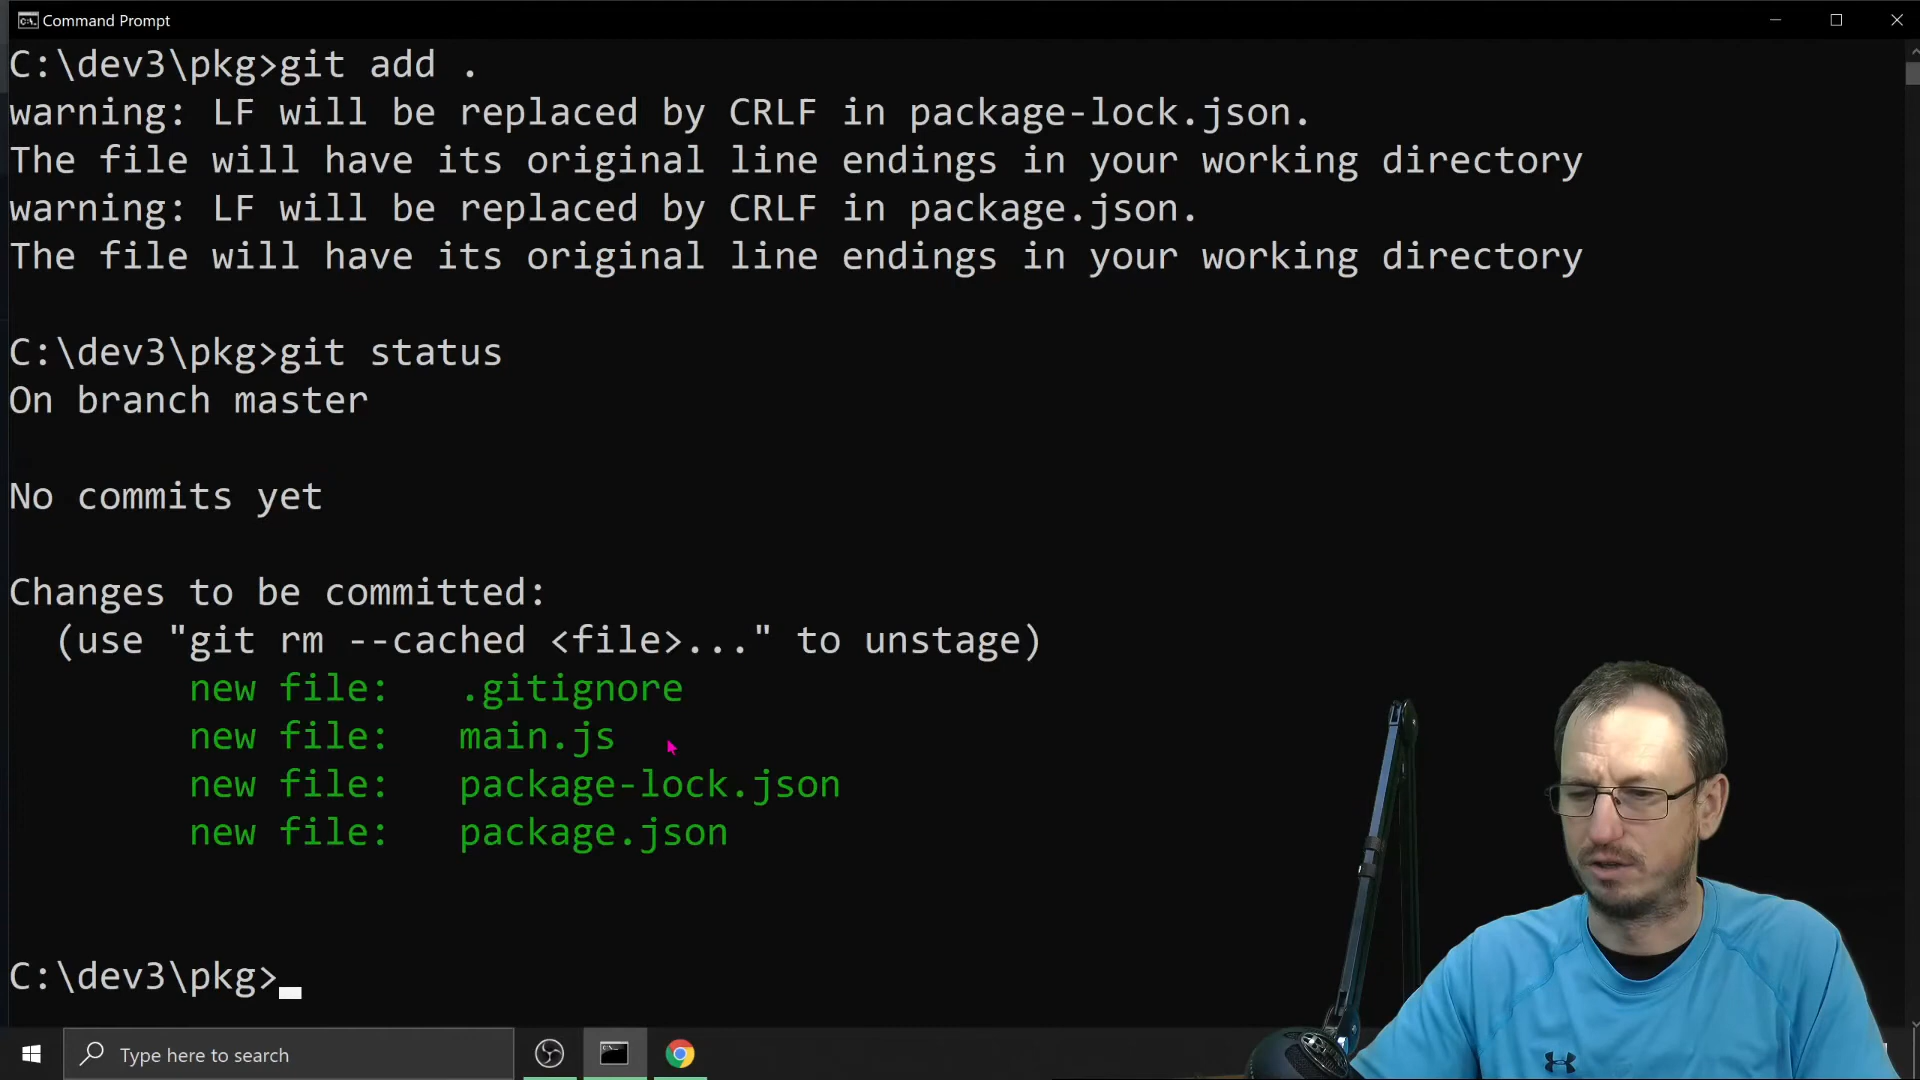 Command Prompt
C:\dev3\pkg>git add .
warning: LF will be replaced by CRLF in package-lock.json.
The file will have its original line endings in your working directory
warning: LF will be replaced by CRLF in package.json.
The file will have its original line endings in your working directory
C:\dev3\pkg>git status
On branch master
No commits yet
Changes to be committed:
(use "git rm --cached <file>..." to unstage)
new file: .gitignore
new file: main.js
new file: package-lock.json
new file: package.json
C:\dev3\pkg>
Type here to search